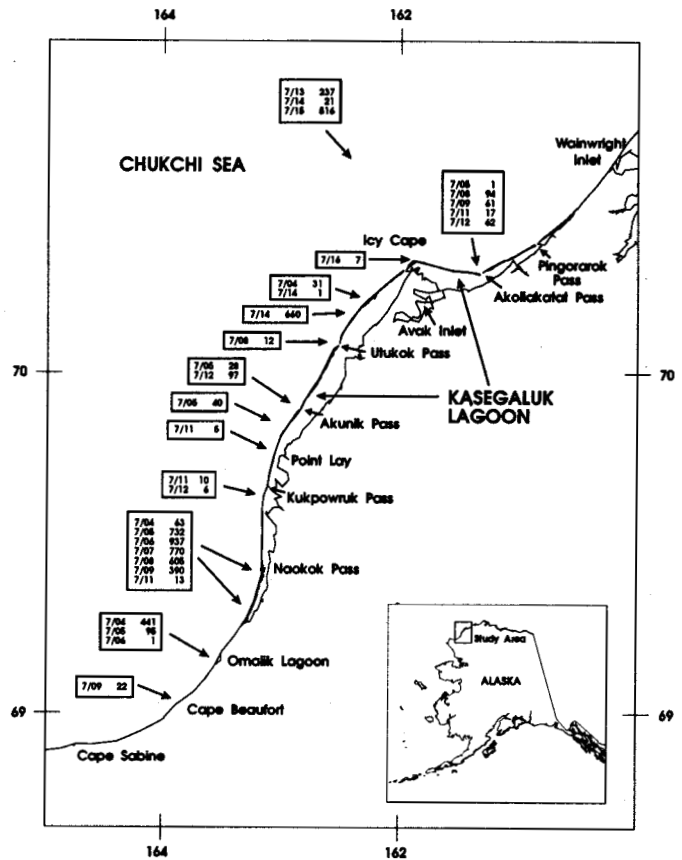 164 162
7/13 237
7/14 21
7/15 516
CHUKCHI SEA
Wainwright
Inlet
7/05 1
7/08 94
7/09 61
7/11 17
7/12 62
Icy Cape
7/16 7
Pingorarok
Pass
Akoliakatat Pass
7/04 31
7/14 1
7/14 660
Avak Inlet
7/08 12
Utukok Pass
70 70
7/05 28
7/12 97
KASEGALUK
LAGOON
7/05 40
Akunik Pass
7/11 5
Point Lay
7/11 10
7/12 6
Kukpowruk Pass
7/04 63
7/05 732
7/06 937
7/07 770
7/08 605
7/09 390
7/11 13
Naokok Pass
7/04 441
7/05 95
7/06 1
Study Area
Omalik Lagoon
ALASKA
7/09 22
Cape Beaufort
69 69
Cape Sabine
164 162